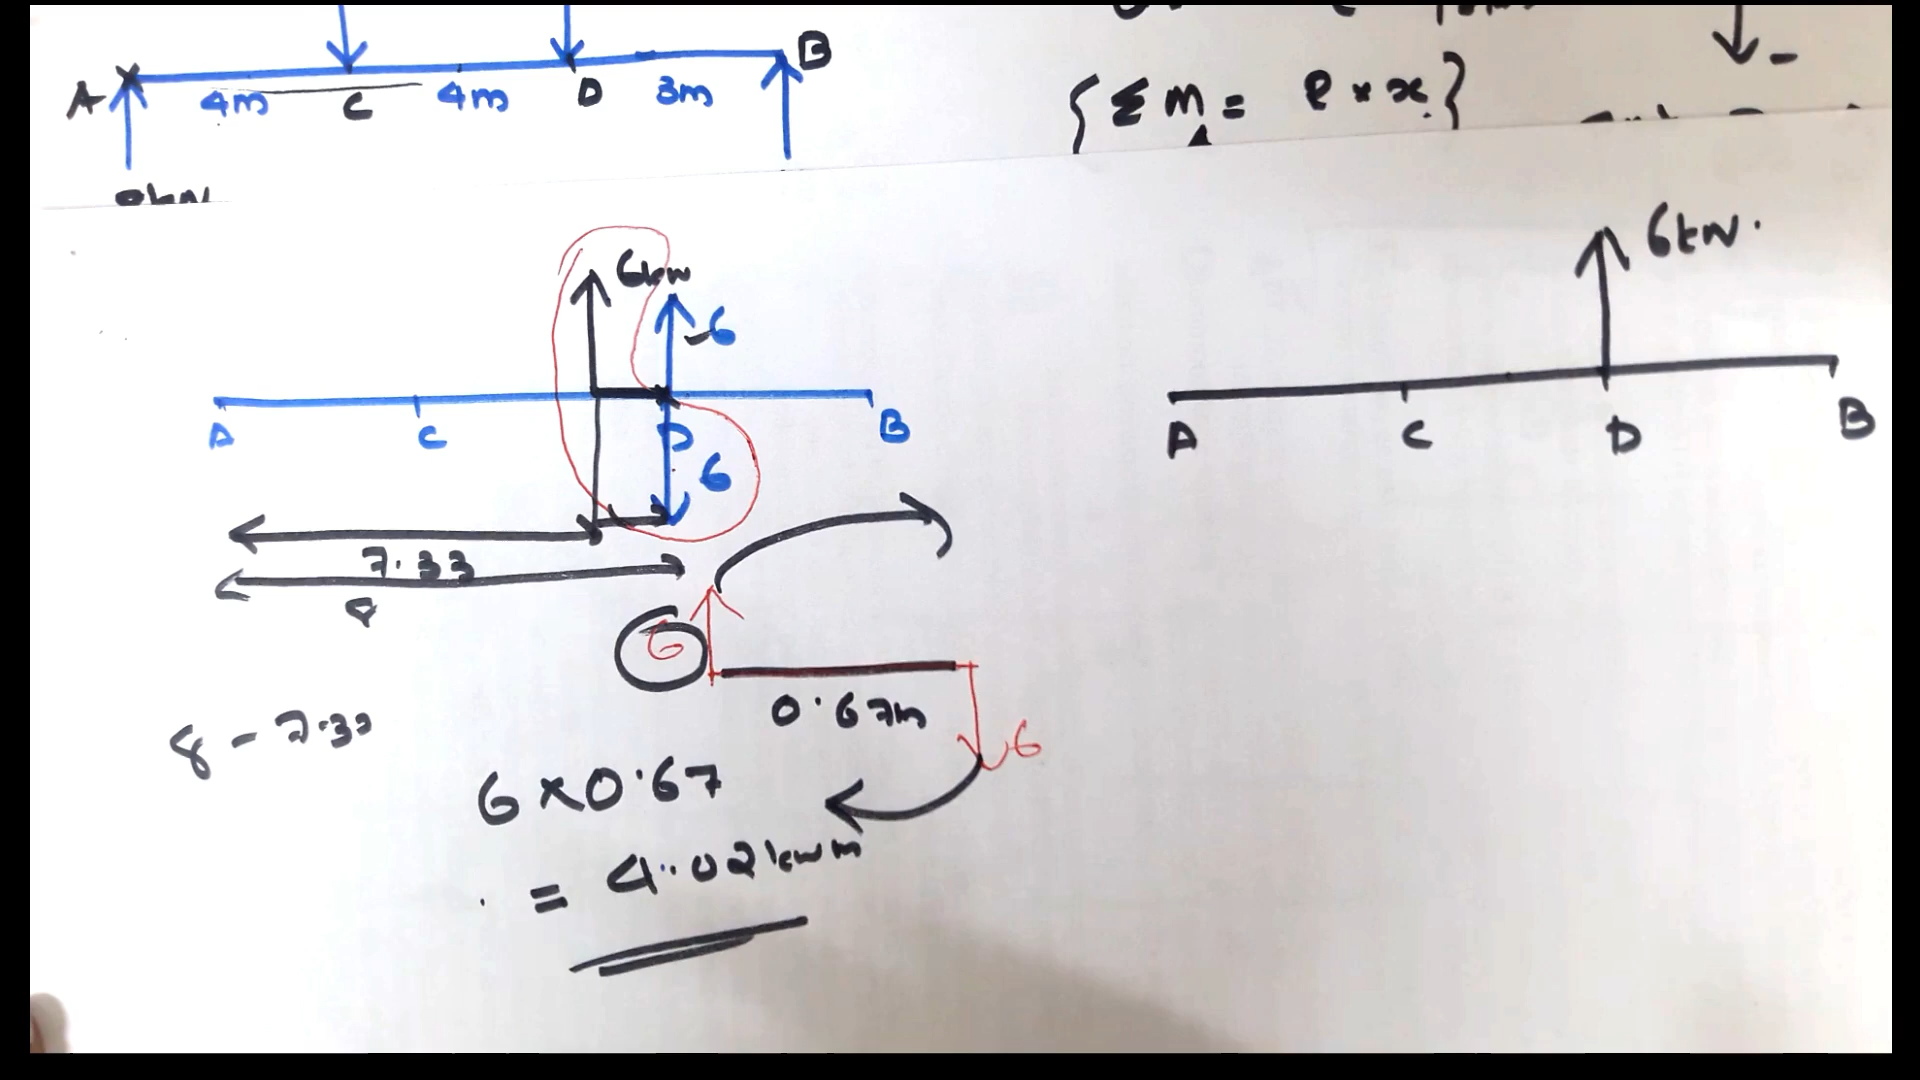 B
A 4m C 4m D 3m
{ΣM = R × x}
A
-
6kN
6
A C D B
6
7.33
8
6
0.67m
6
8 - 7.33
6 × 0.67
= 4.02 kNm
6kN.
A C D B